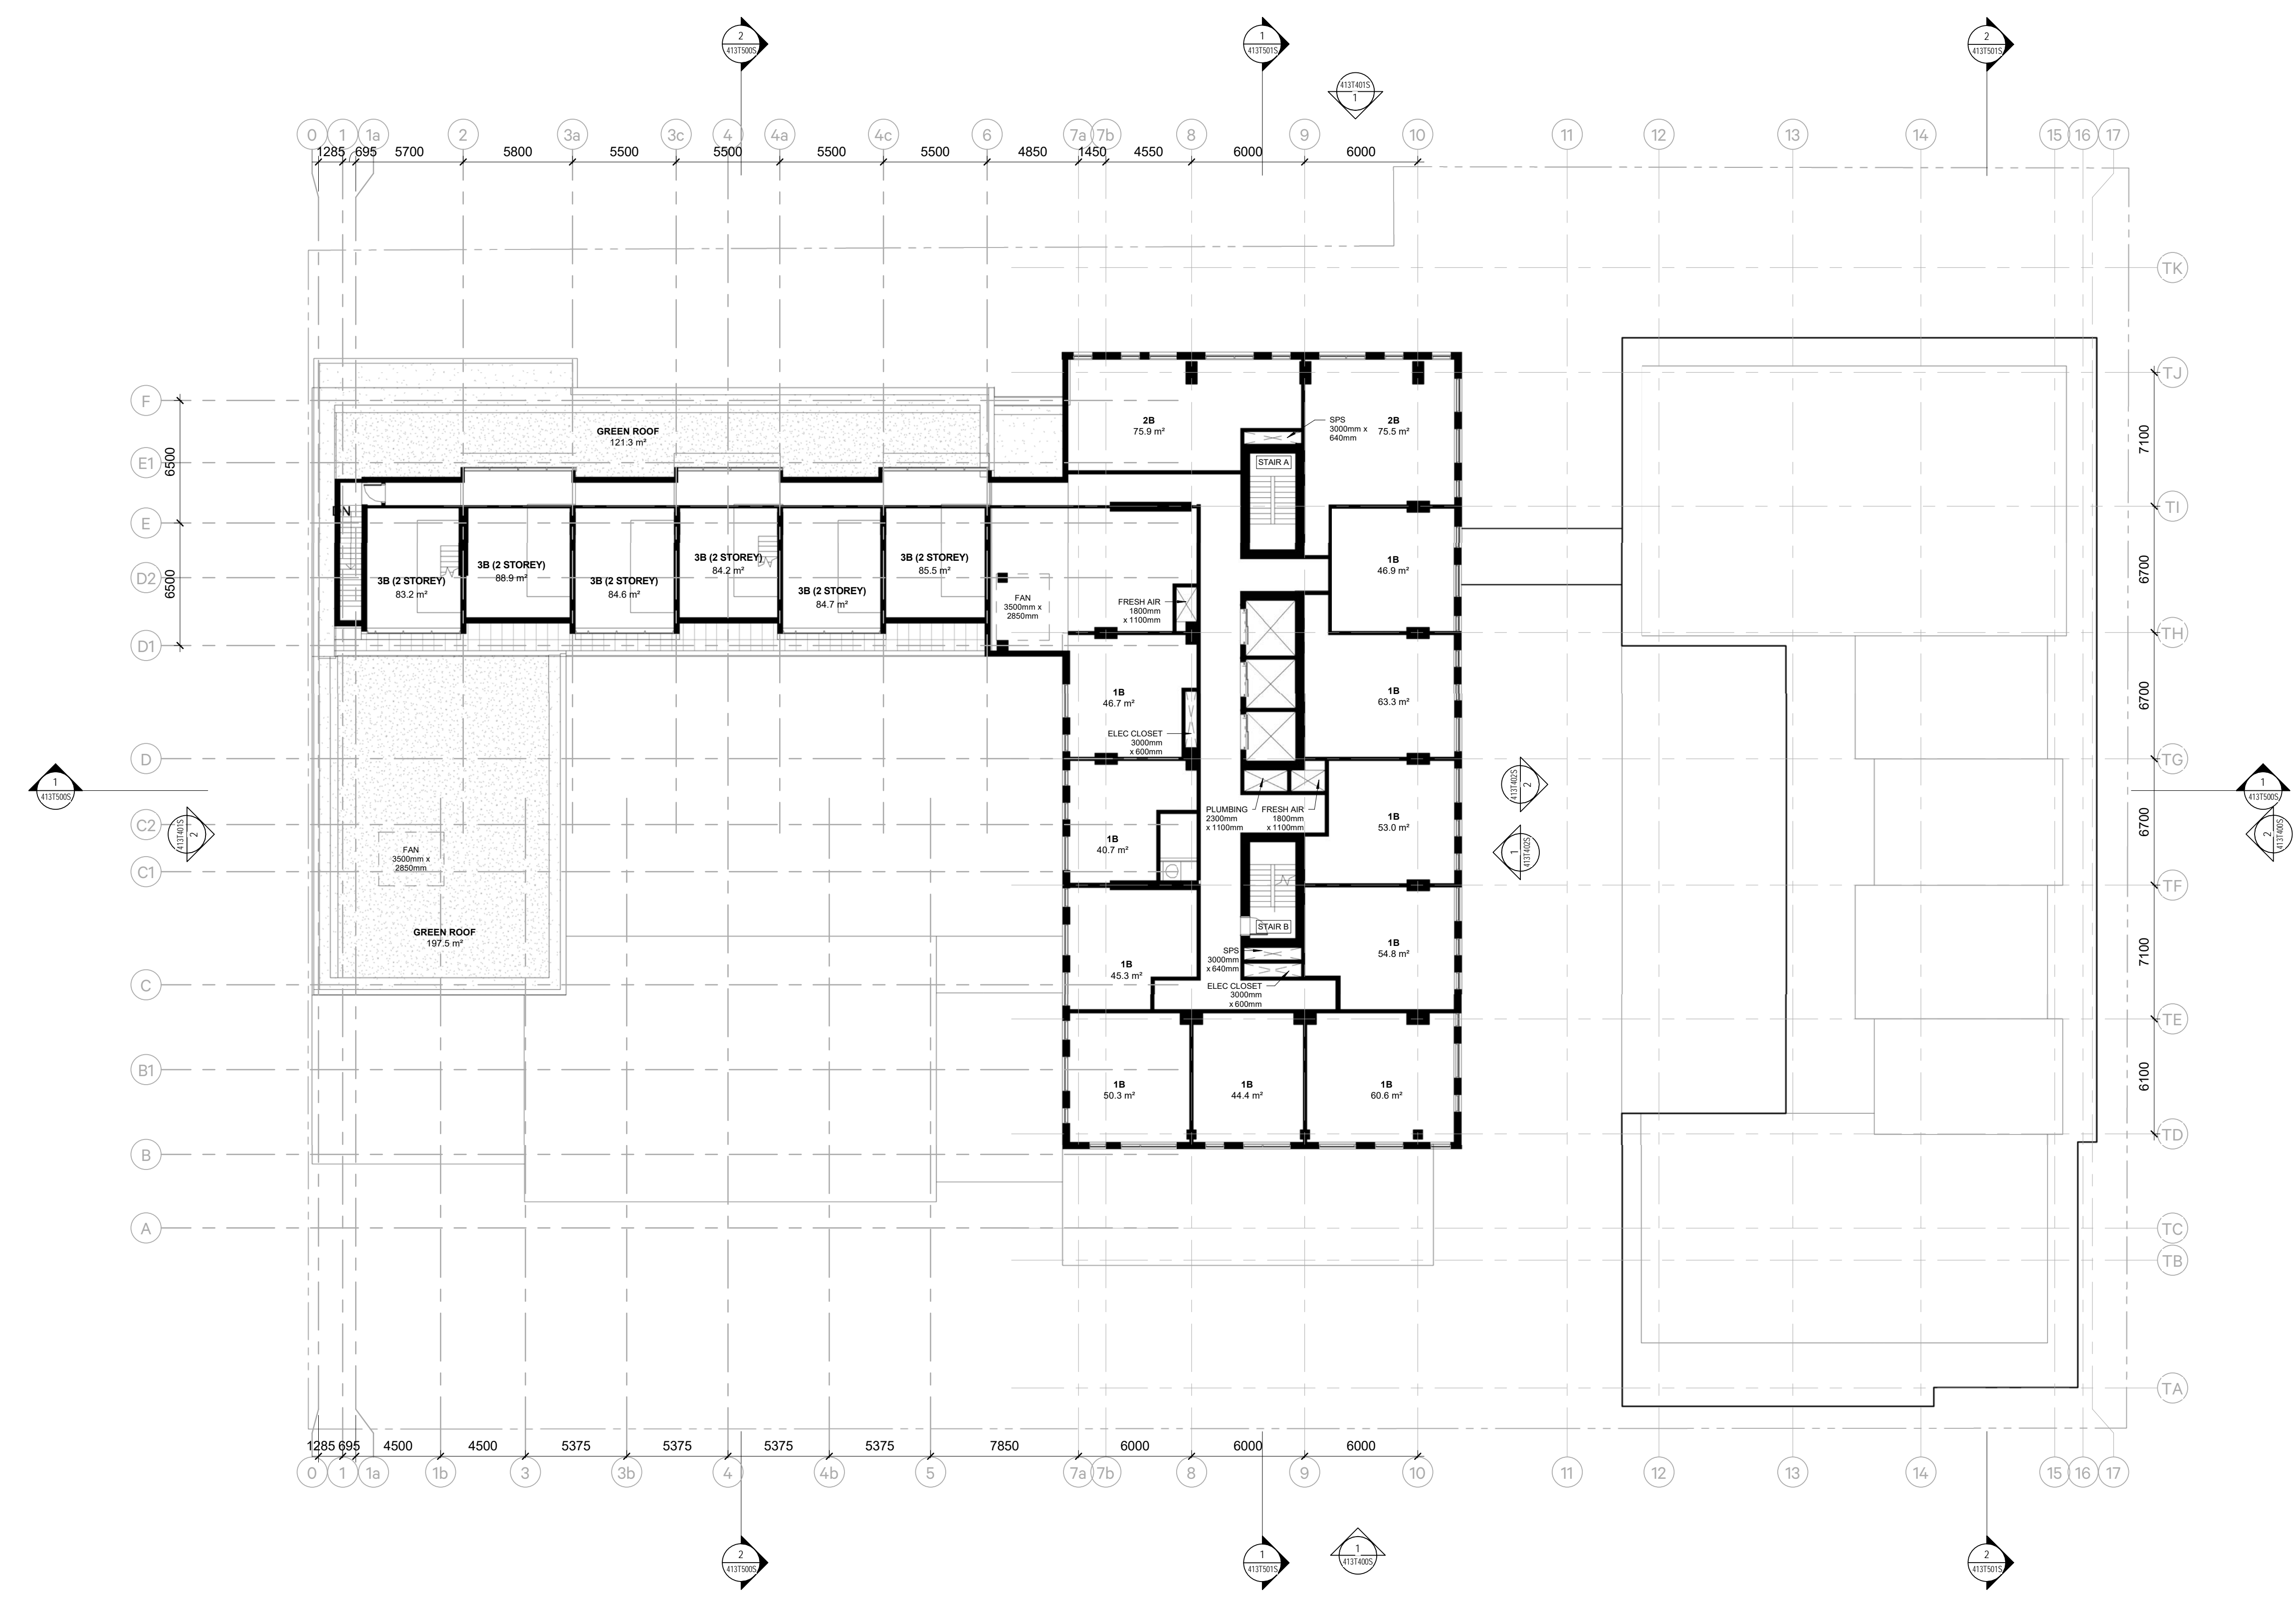 2
413T500S
1
413T501S
2
413T501S
413T401S
1
0 1 1a 2 3a 3c 4 4a 4c 6 7a 7b 8 9 10 11 12 13 14 15 16 17
1285 695 5700 5800 5500 5500 5500 5500 4850 1450 4550 6000 6000
TK
TJ
F
7100
GREEN ROOF
121.3 m²
2B
75.9 m²
SPS
3000mm x
640mm
2B
75.5 m²
E1
6500
STAIR A
TI
DN
E
3B (2 STOREY)
83.2 m²
3B (2 STOREY)
88.9 m²
3B (2 STOREY)
84.6 m²
3B (2 STOREY)
84.2 m²
3B (2 STOREY)
84.7 m²
3B (2 STOREY)
85.5 m²
1B
46.9 m²
6700
D2
6500
FAN
3500mm x
2850mm
FRESH AIR
1800mm
x 1100mm
TH
D1
1B
46.7 m²
1B
63.3 m²
6700
ELEC CLOSET
3000mm
x 600mm
D
TG
1
413T500S
413T402S
2
1
413T500S
PLUMBING
2300mm
x 1100mm
FRESH AIR
1800mm
x 1100mm
1B
53.0 m²
6700
C2
413T401S
2
2
413T400S
1B
40.7 m²
FAN
3500mm x
2850mm
1
413T402S
C1
TF
GREEN ROOF
197.5 m²
STAIR B
SPS
3000mm
x 640mm
1B
54.8 m²
7100
1B
45.3 m²
C
ELEC CLOSET
3000mm
x 600mm
TE
B1
1B
50.3 m²
1B
44.4 m²
1B
60.6 m²
6100
TD
B
A
TC
TB
TA
1285 695 4500 4500 5375 5375 5375 5375 7850 6000 6000 6000
0 1 1a 1b 3 3b 4 4b 5 7a 7b 8 9 10 11 12 13 14 15 16 17
2
413T500S
1
413T501S
1
413T400S
2
413T501S